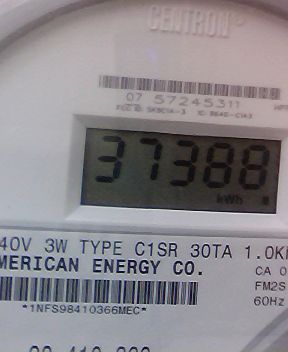 CENTRON®
07 57245311
37388
kWh
40V 3W TYPE C1SR 30TA 1.0K
MERICAN ENERGY CO.
CA 0
FM2S
60Hz
*1NFS98410366MEC*